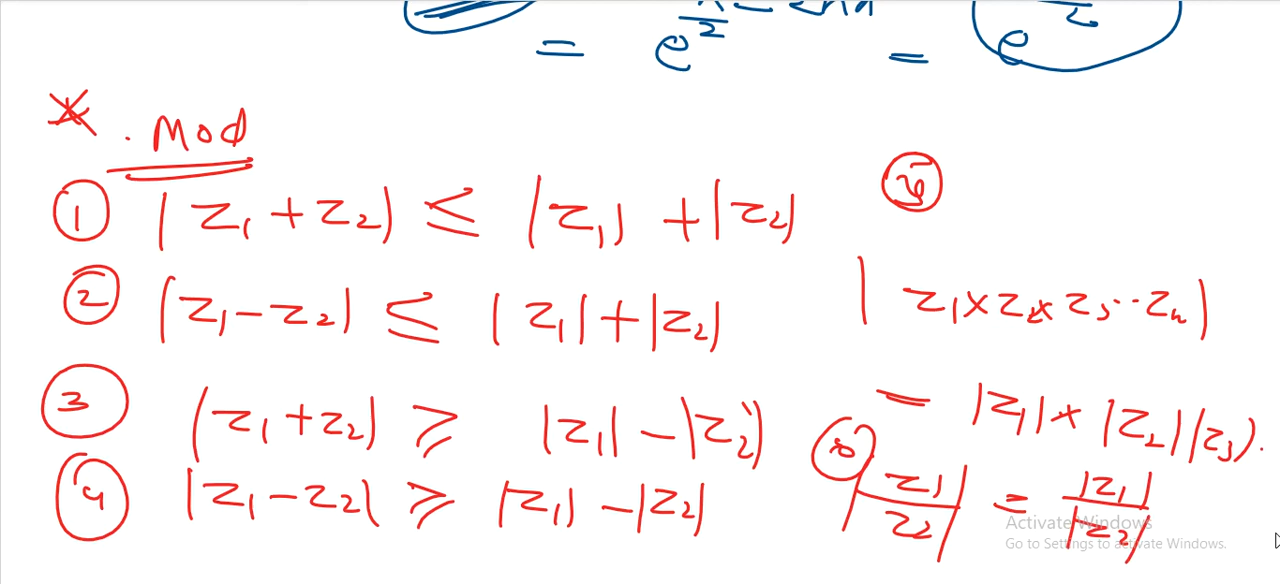 = e = e
. Mod
① |z₁ + z₂| ≤ |z₁| + |z₂|
② |z₁ - z₂| ≤ |z₁| + |z₂|
③ |z₁ + z₂| ≥ |z₁| - |z₂|
④ |z₁ - z₂| ≥ |z₁| - |z₂|
| z₁ × z₂ × z₃ ... zₙ |
= |z₁| × |z₂| |z₃| .
|z₁/z₂| = |z₁|/|z₂|
Activate Windows
Go to Settings to activate Windows.